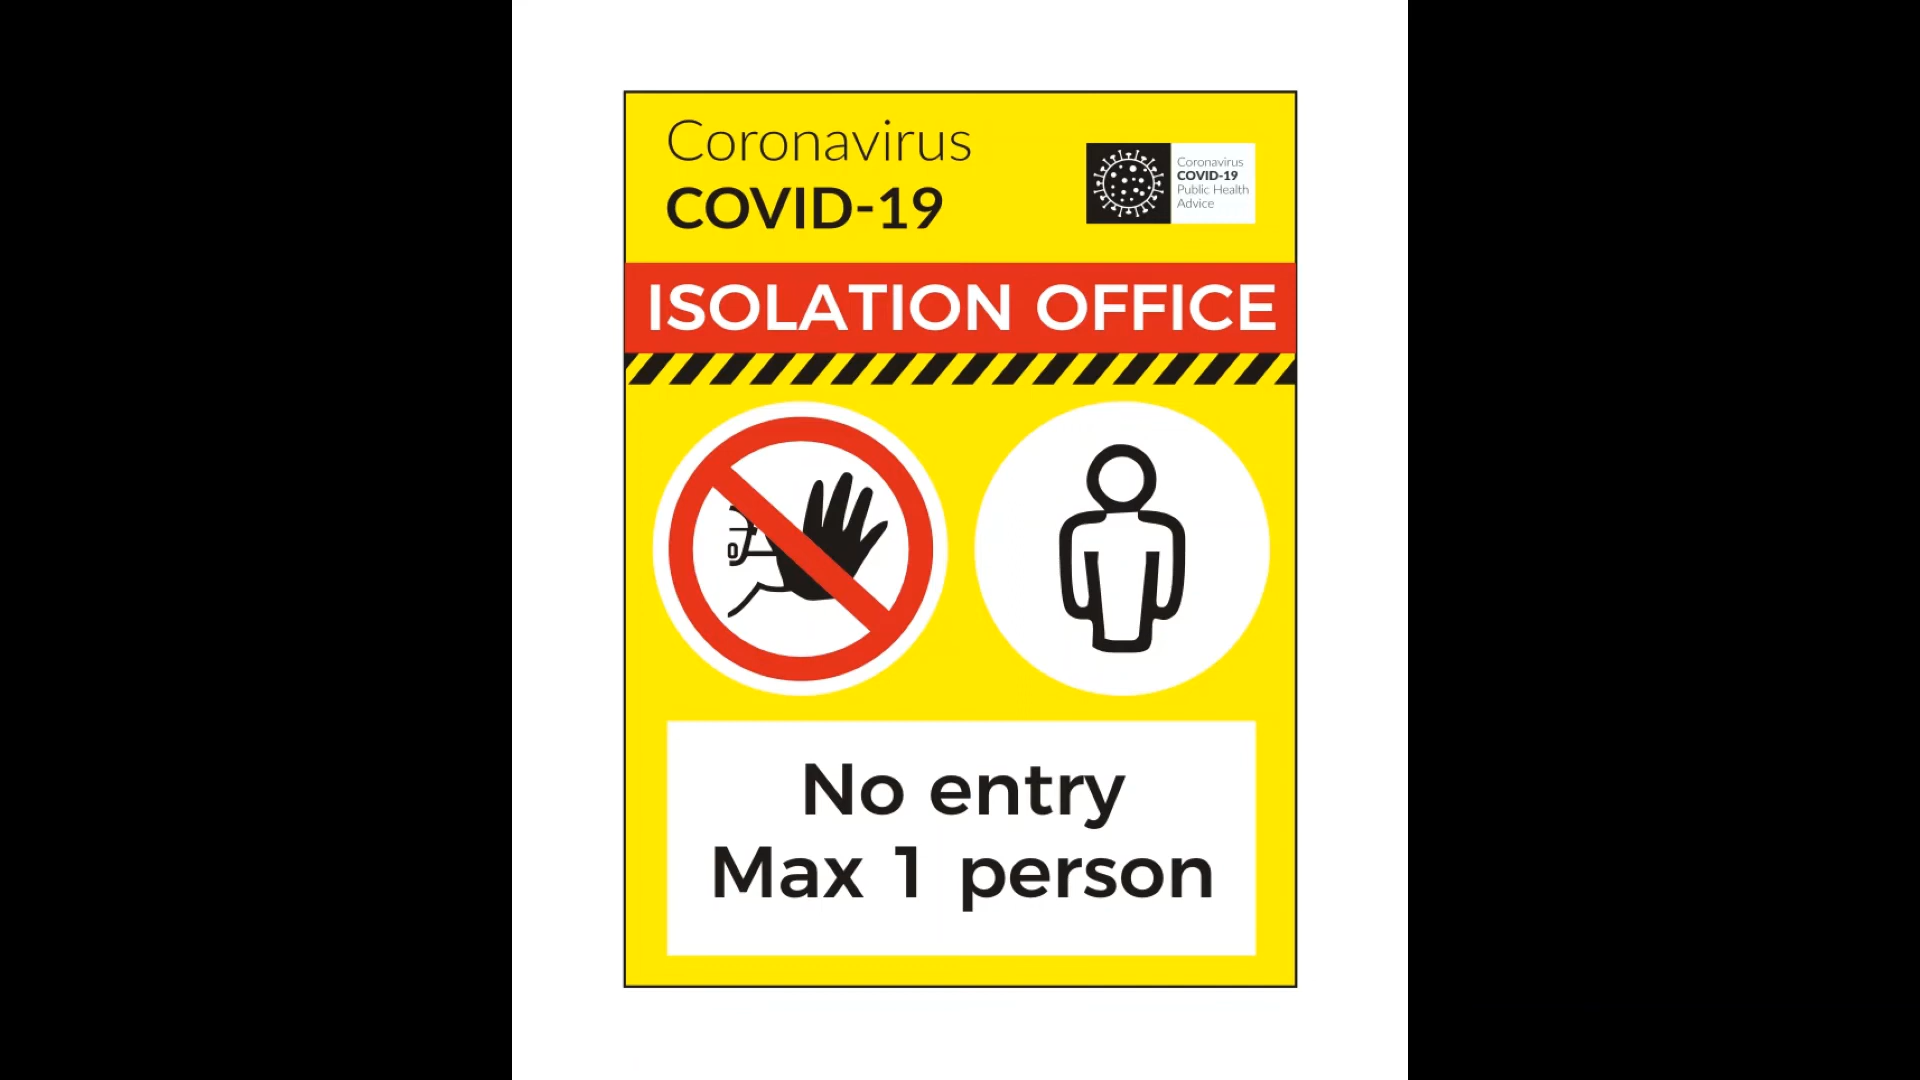 Coronavirus
COVID-19
Coronavirus
COVID-19
Public Health
Advice
ISOLATION OFFICE
No entry
Max 1 person